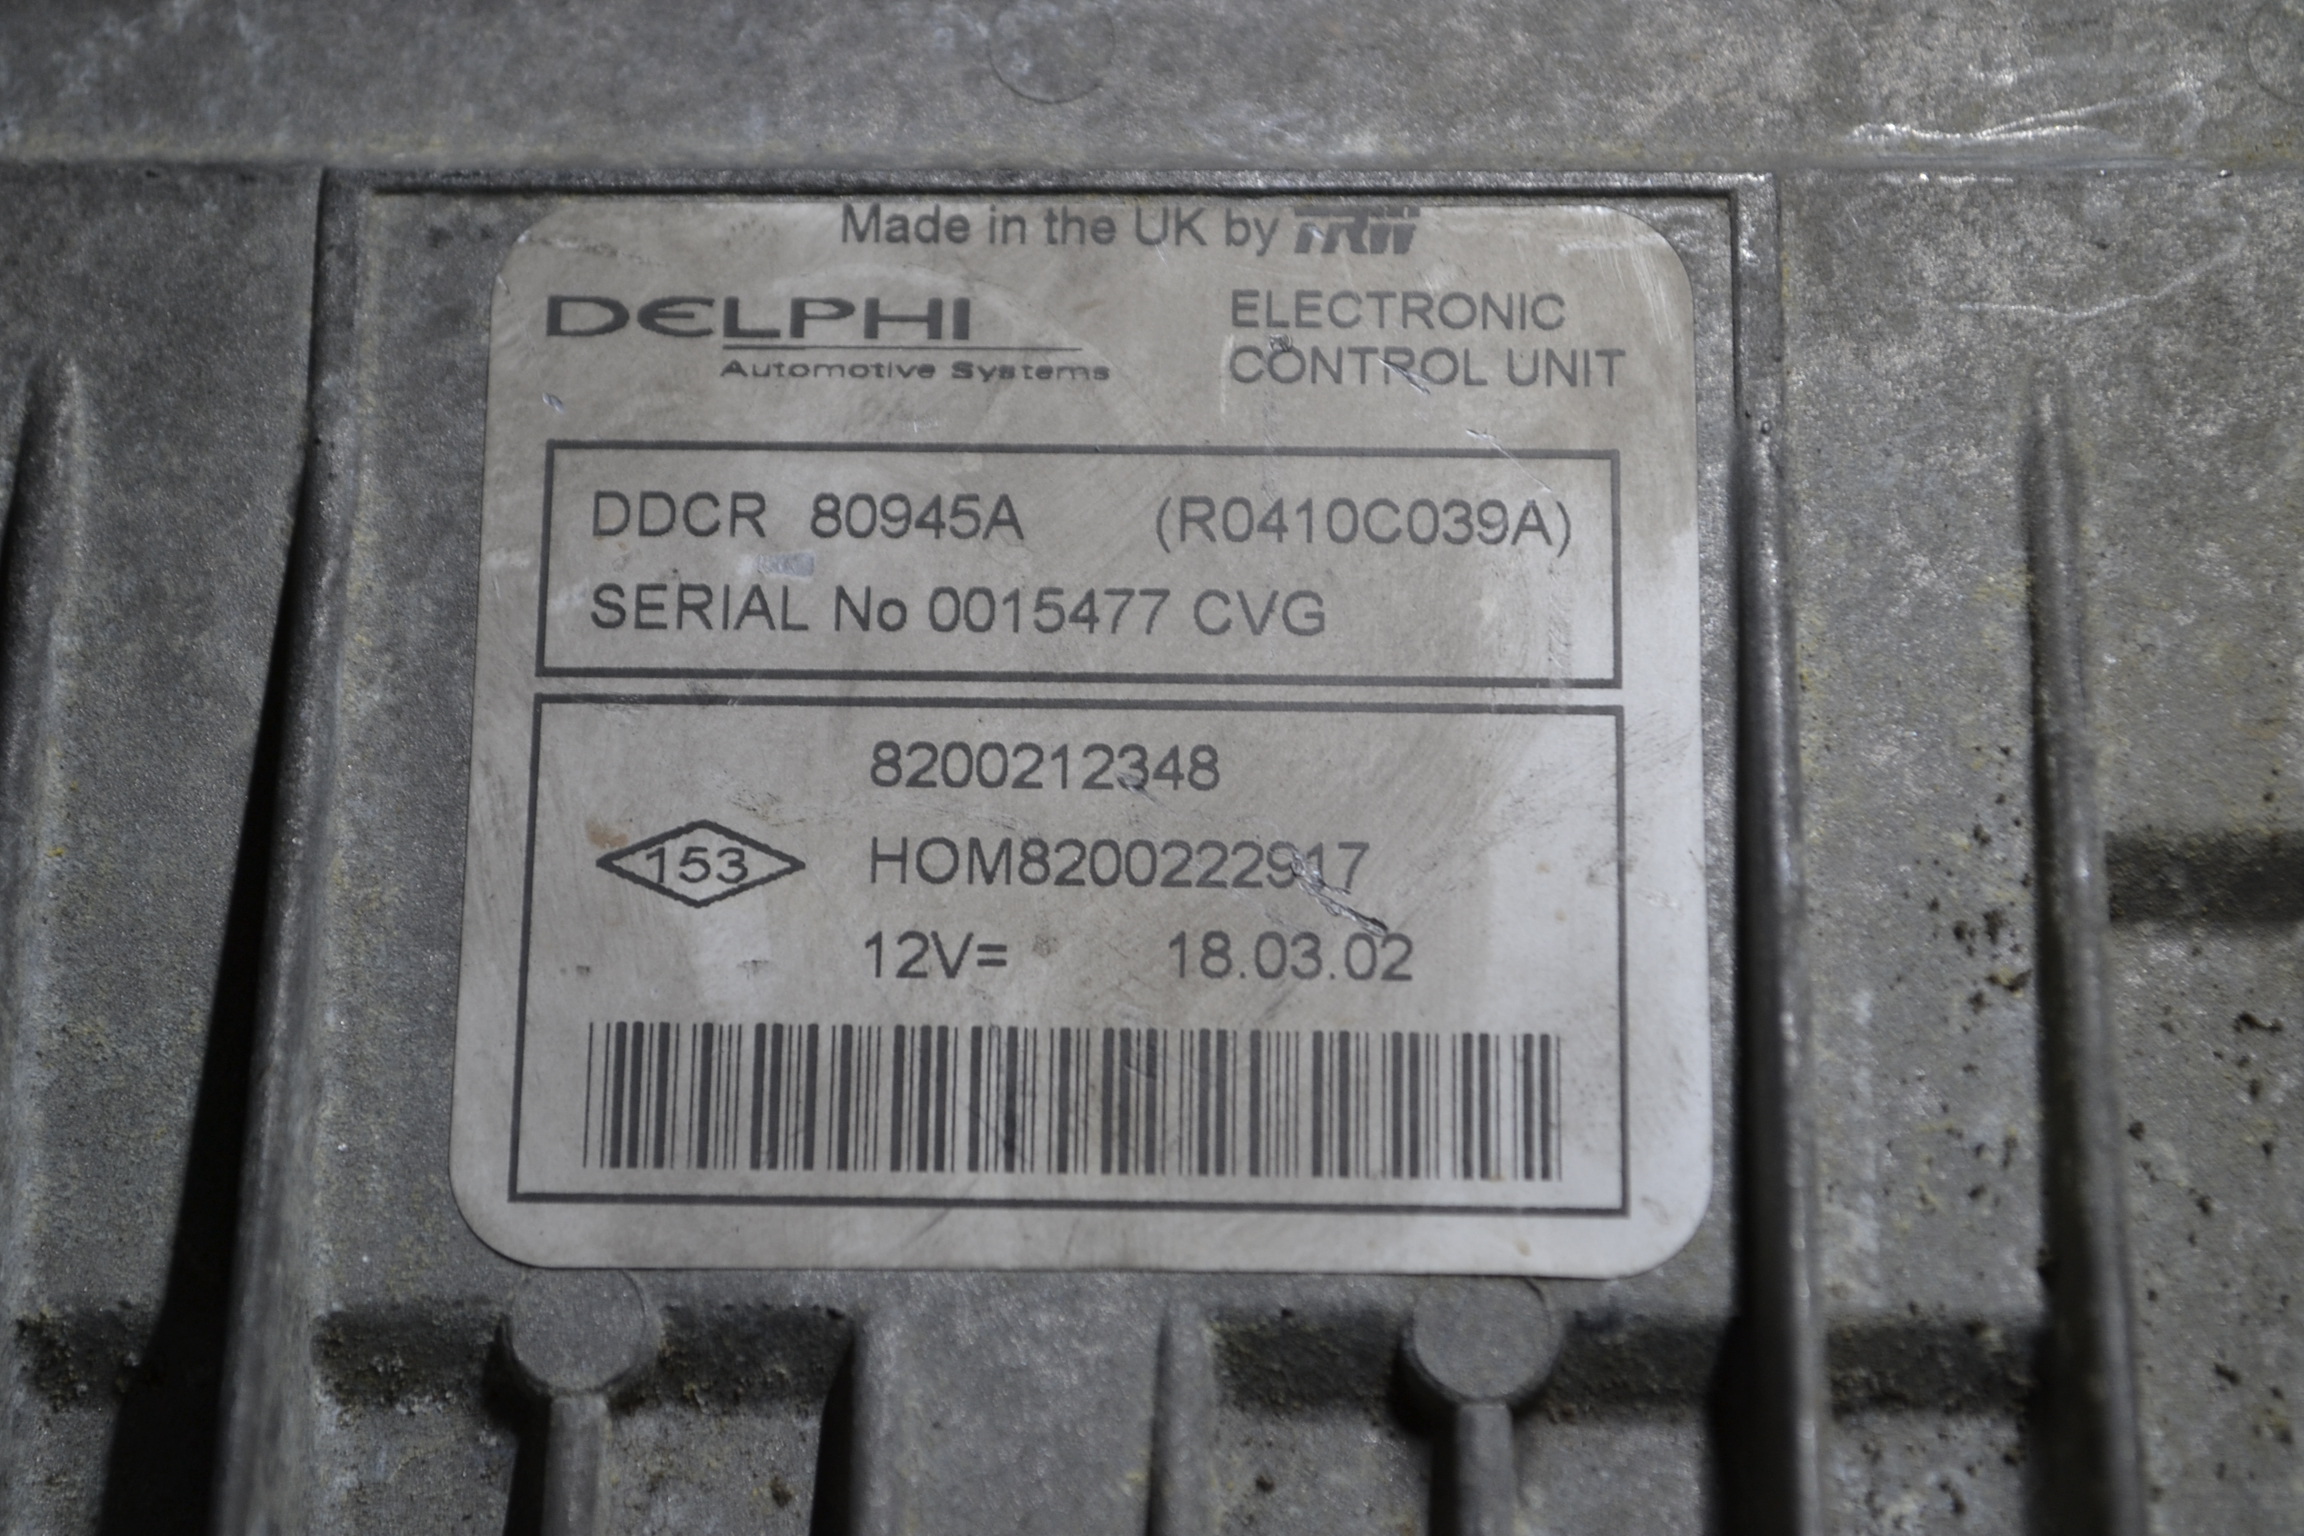 Made in the UK by TRW
DELPHI
Automotive Systems
ELECTRONIC
CONTROL UNIT
DDCR 80945A (R0410C039A)
SERIAL No 0015477 CVG
8200212348
153 HOM8200222917
12V= 18.03.02